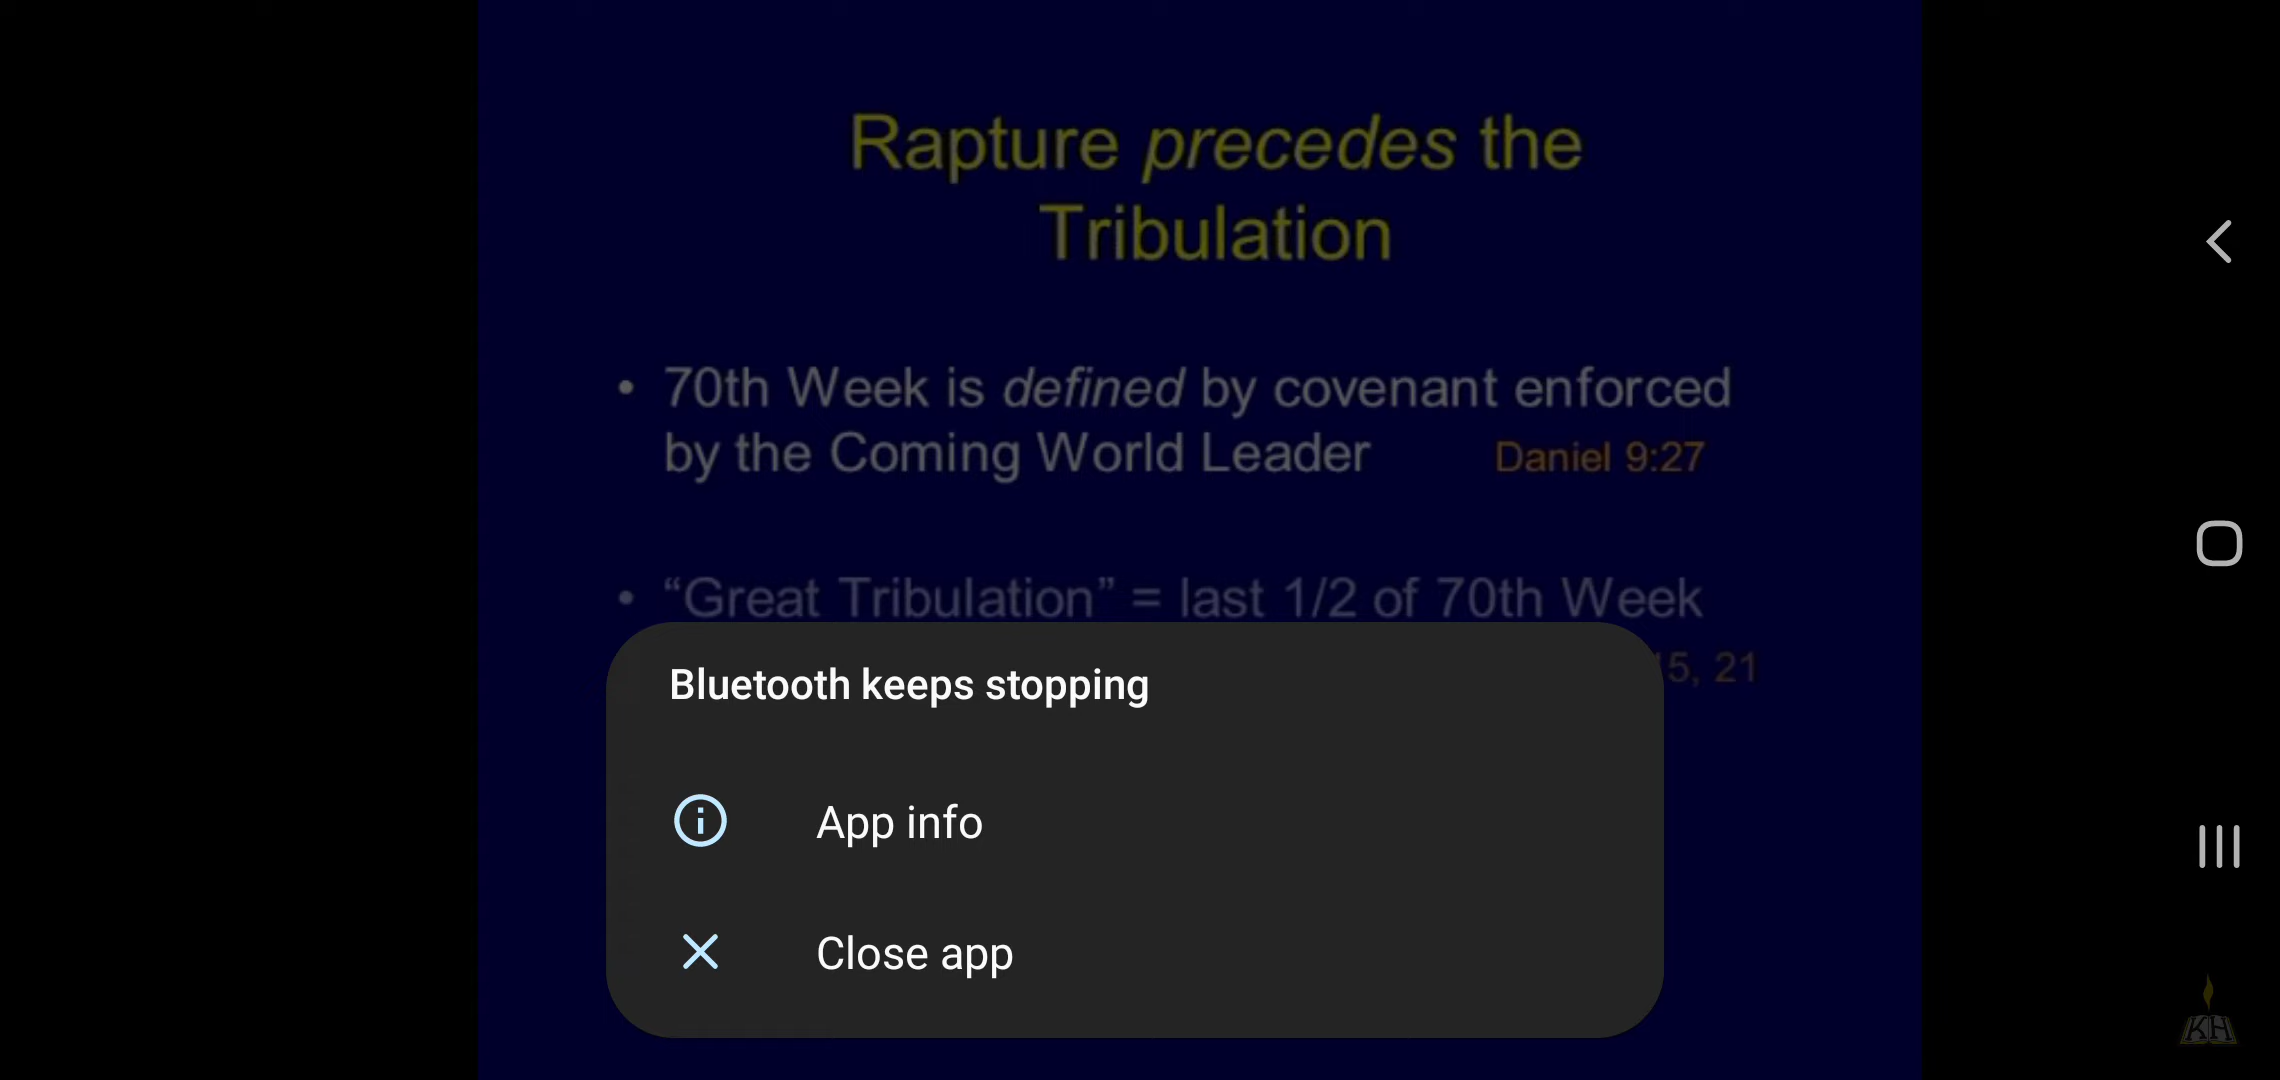 Rapture precedes the
Tribulation
• 70th Week is defined by covenant enforced
by the Coming World Leader Daniel 9:27
• “Great Tribulation” = last 1/2 of 70th Week
5, 21
Bluetooth keeps stopping
App info
Close app
KH